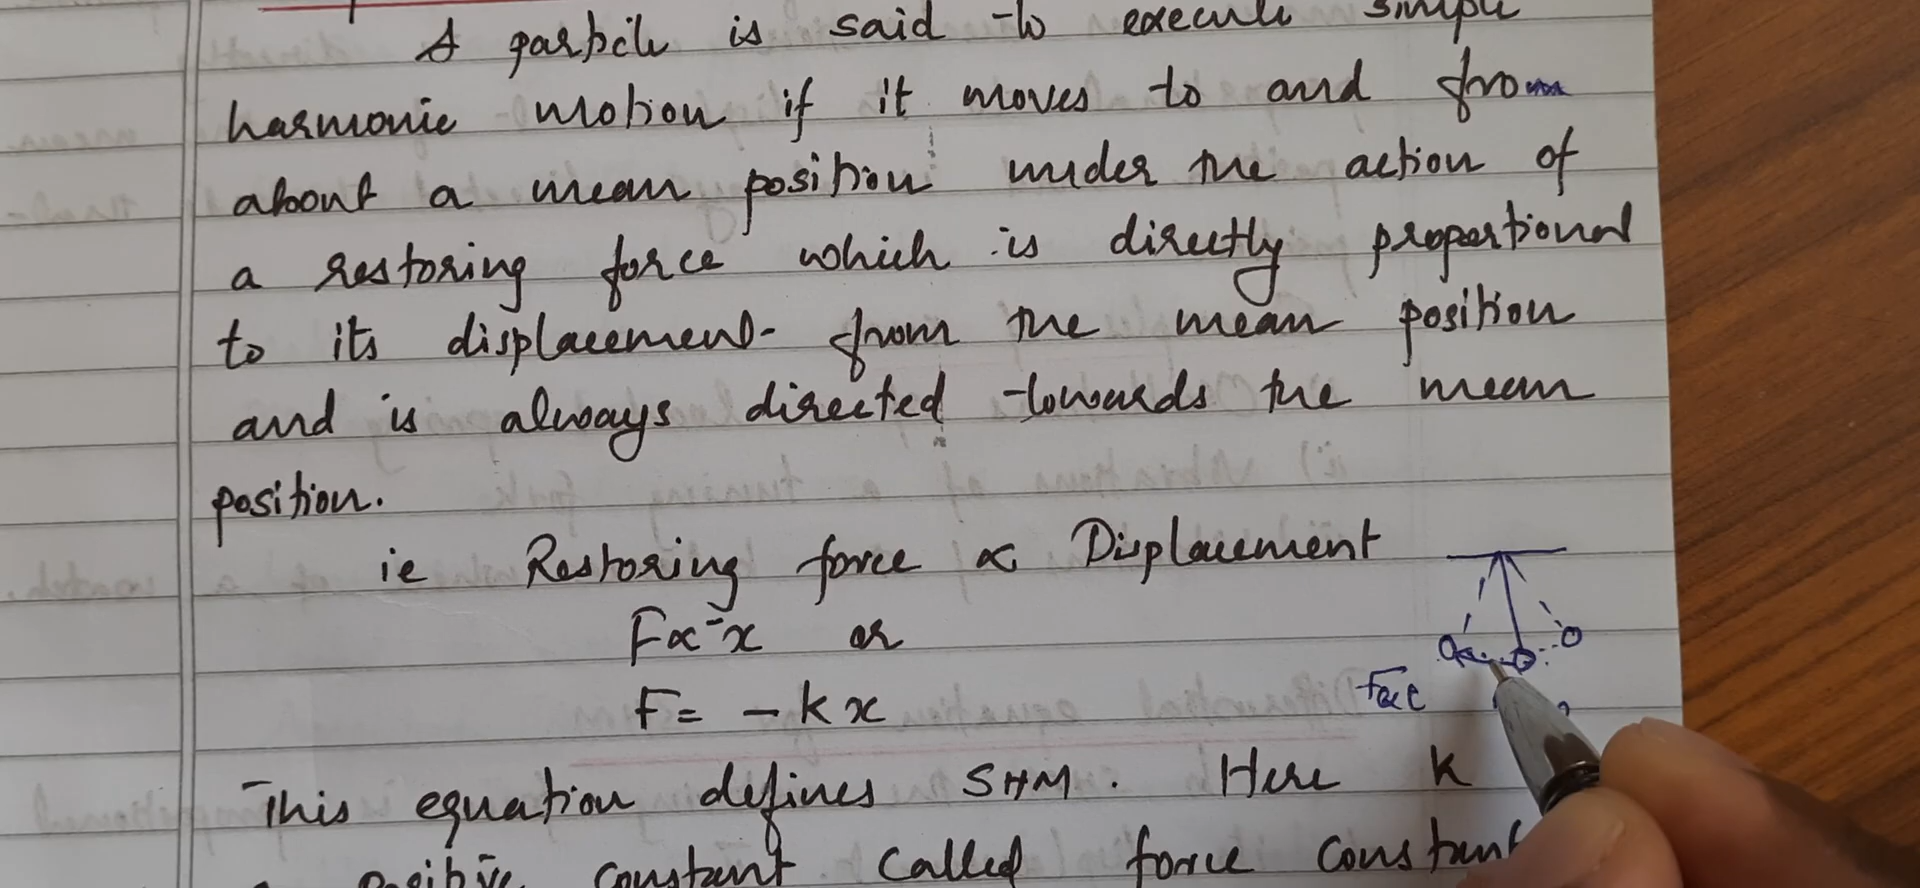 A particle is said to execute simple
harmonic motion if it moves to and from
about a mean position under the action of
a restoring force which is directly proportional
to its displacement from the mean position
and is always directed towards the mean
position.
ie Restoring force ∝ Displacement
F ∝ -x or
F = -kx
This equation defines SHM. Here k
positive constant called force constant